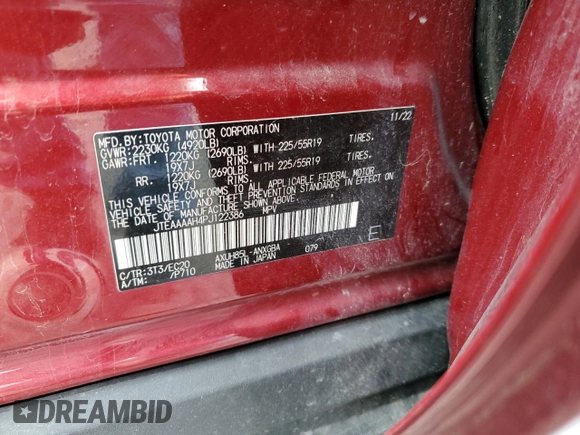 MFD.BY:TOYOTA MOTOR CORPORATION 11/22
GVWR:2230KG (4920LB)
GAWR:FRT. 1220KG (2690LB) WITH 225/55R19 TIRES.
19X7J RIMS.
RR. 1220KG (2690LB) WITH 225/55R19 TIRES.
19X7J RIMS.
THIS VEHICLE CONFORMS TO ALL APPLICABLE FEDERAL MOTOR
VEHICLE SAFETY AND THEFT PREVENTION STANDARDS IN EFFECT ON
THE DATE OF MANUFACTURE SHOWN ABOVE.
JTEAAAAH4PJ122386 MPV
C/TR:3T3/EC20 AXUH85L-ANXGBA 079 E
A/TM: /P710 MADE IN JAPAN
DREAMBID